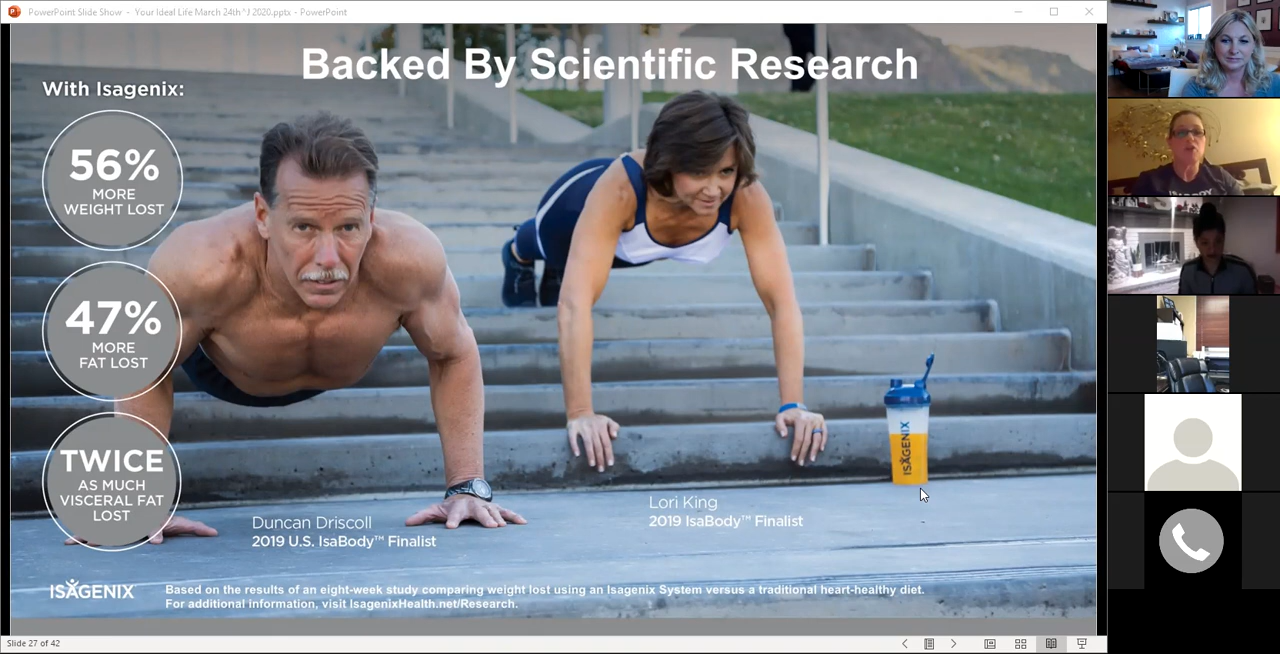 PowerPoint Slide Show - Your Ideal Life March 24th^J 2020.pptx - PowerPoint
Backed By Scientific Research
With Isagenix:
56%
MORE
WEIGHT LOST
47%
MORE
FAT LOST
TWICE
AS MUCH
VISCERAL FAT
LOST
ISAGENIX
Duncan Driscoll
2019 U.S. IsaBody™ Finalist
Lori King
2019 IsaBody™ Finalist
ISAGENIX
Based on the results of an eight-week study comparing weight lost using an Isagenix System versus a traditional heart-healthy diet.
For additional information, visit IsagenixHealth.net/Research.
Slide 27 of 42